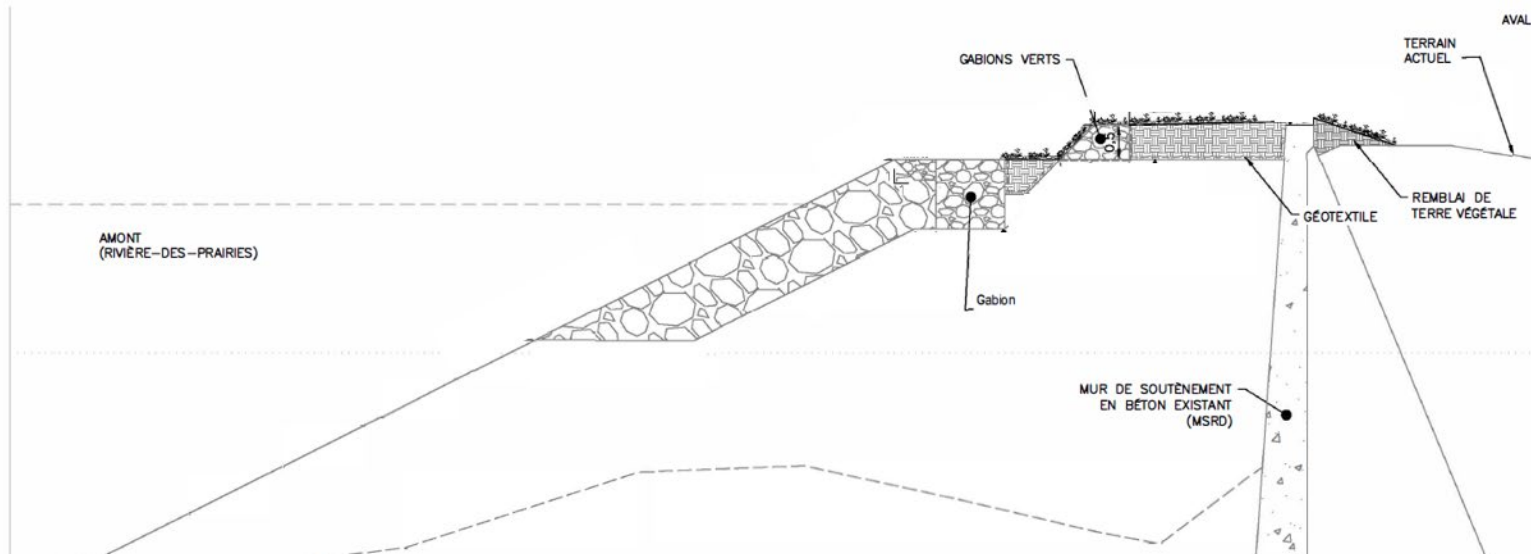 AVAL
TERRAIN
ACTUEL
GABIONS VERTS
0.5
REMBLAI DE
TERRE VÉGÉTALE
GÉOTEXTILE
AMONT
(RIVIÈRE-DES-PRAIRIES)
Gabion
MUR DE SOUTÈNEMENT
EN BÉTON EXISTANT
(MSRD)